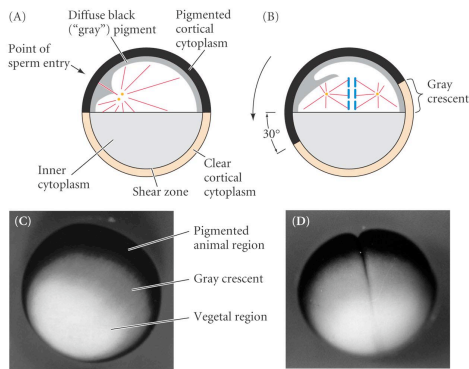 (A)
Diffuse black
(“gray”) pigment
Pigmented
cortical
cytoplasm
Point of
sperm entry
Inner
cytoplasm
Shear zone
Clear
cortical
cytoplasm
(B)
Gray
crescent
30°
(C)
Pigmented
animal region
Gray crescent
Vegetal region
(D)